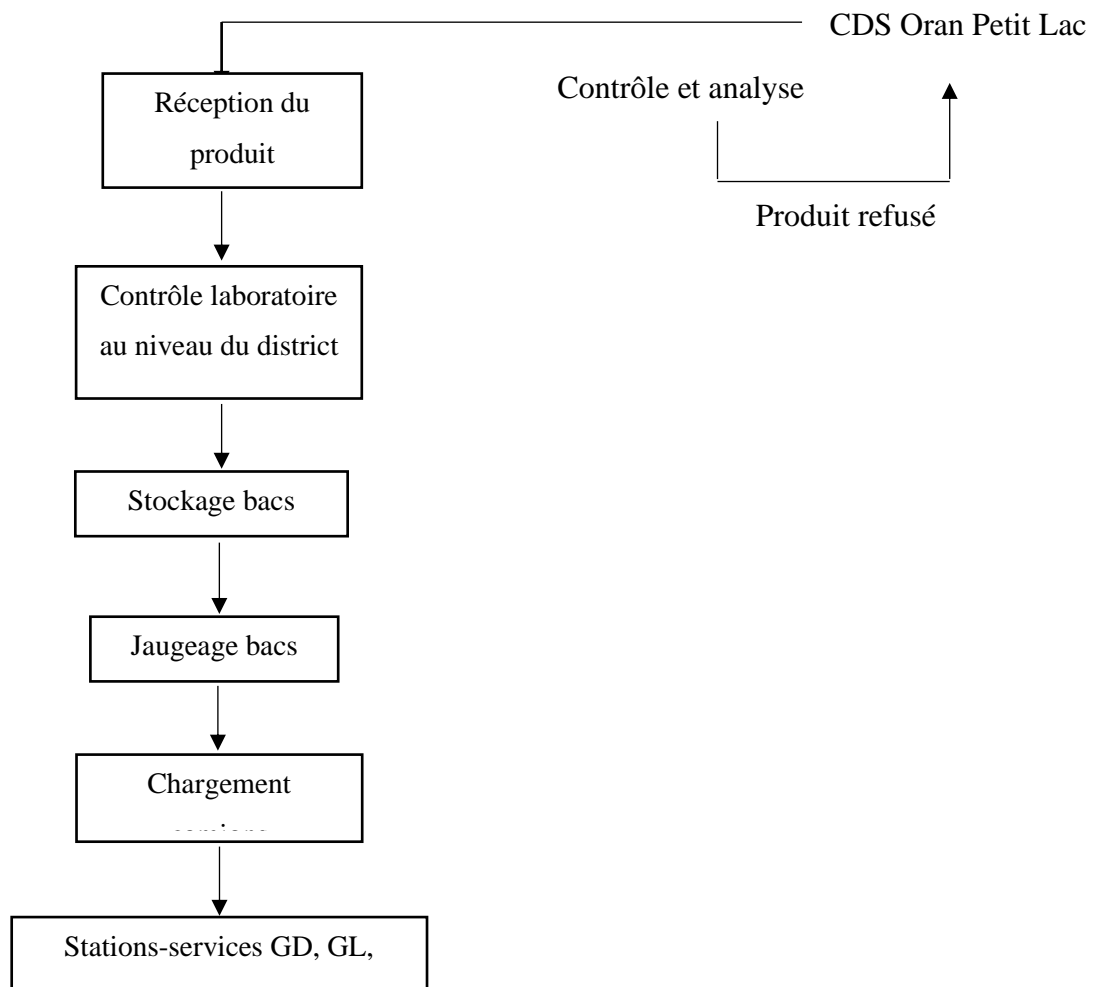 CDS Oran Petit Lac
Contrôle et analyse
Produit refusé
Réception du
produit
Contrôle laboratoire
au niveau du district
Stockage bacs
Jaugeage bacs
Chargement
Stations-services GD, GL,